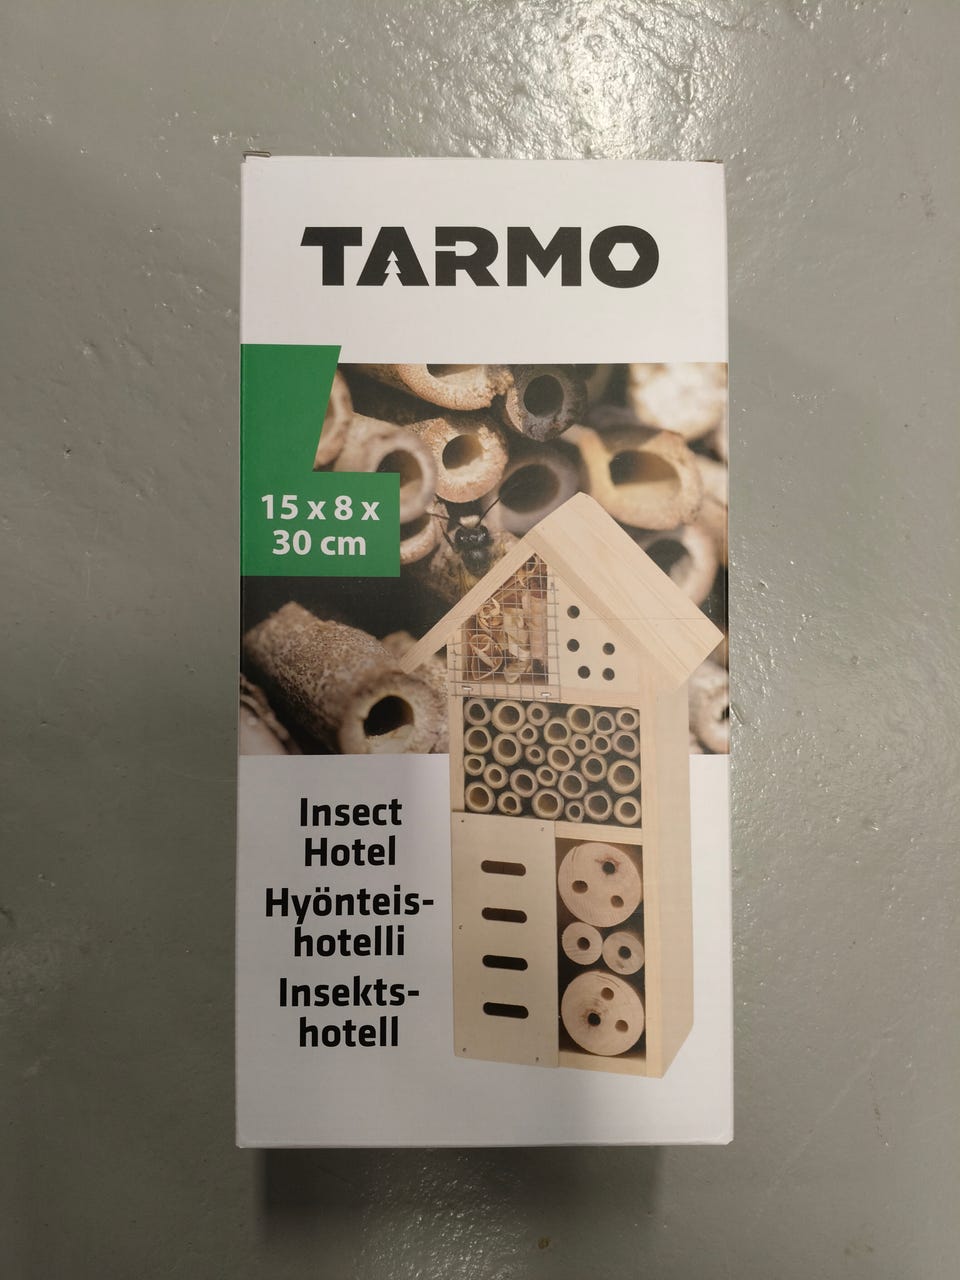 TARMO
15 x 8 x
30 cm
Insect
Hotel
Hyönteis-
hotelli
Insekts-
hotell